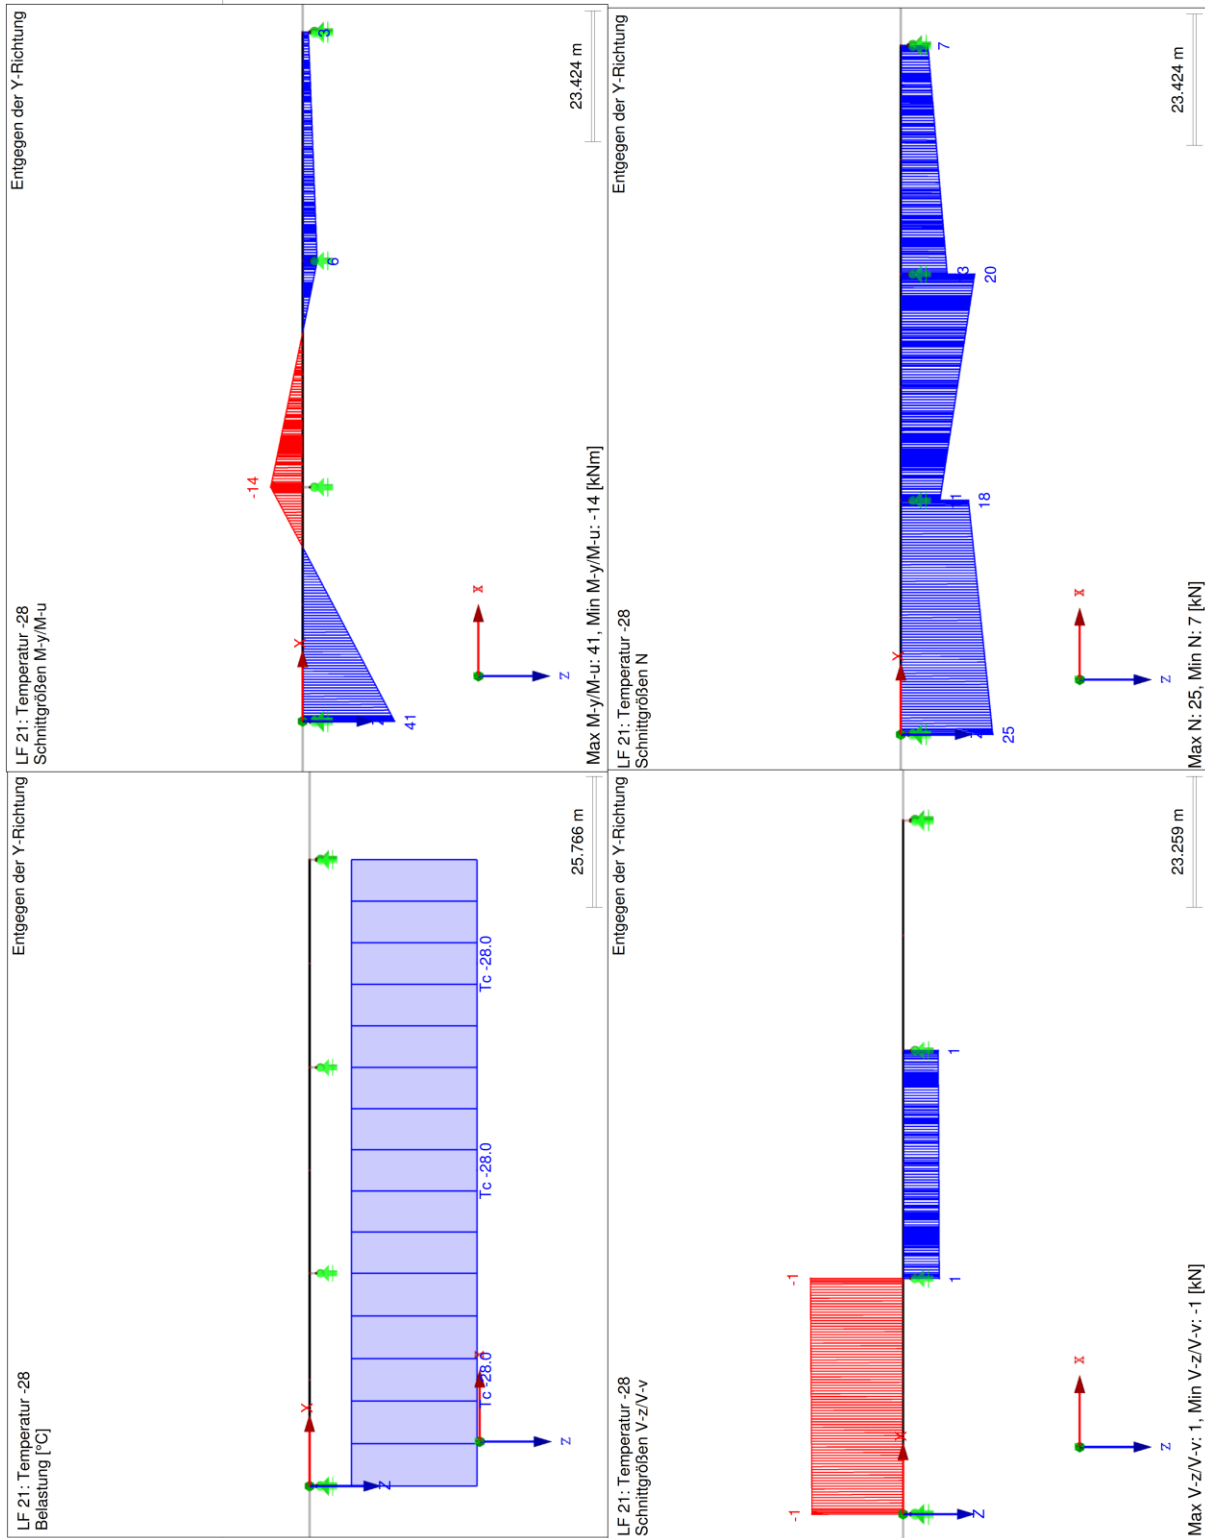 LF 21: Temperatur -28
Belastung [°C]
Entgegen der Y-Richtung
X
Z
Tc -28.0
Tc -28.0
Tc -28.0
X
Z
25.766 m
LF 21: Temperatur -28
Schnittgrößen M-y/M-u
Entgegen der Y-Richtung
-14
X
Z
3
6
41
X
Z
23.424 m
Max M-y/M-u: 41, Min M-y/M-u: -14 [kNm]
LF 21: Temperatur -28
Schnittgrößen V-z/V-v
Entgegen der Y-Richtung
-1
-1
X
Z
1
1
X
Z
23.259 m
Max V-z/V-v: 1, Min V-z/V-v: -1 [kN]
LF 21: Temperatur -28
Schnittgrößen N
Entgegen der Y-Richtung
X
Z
7
20
18
25
X
Z
23.424 m
Max N: 25, Min N: 7 [kN]